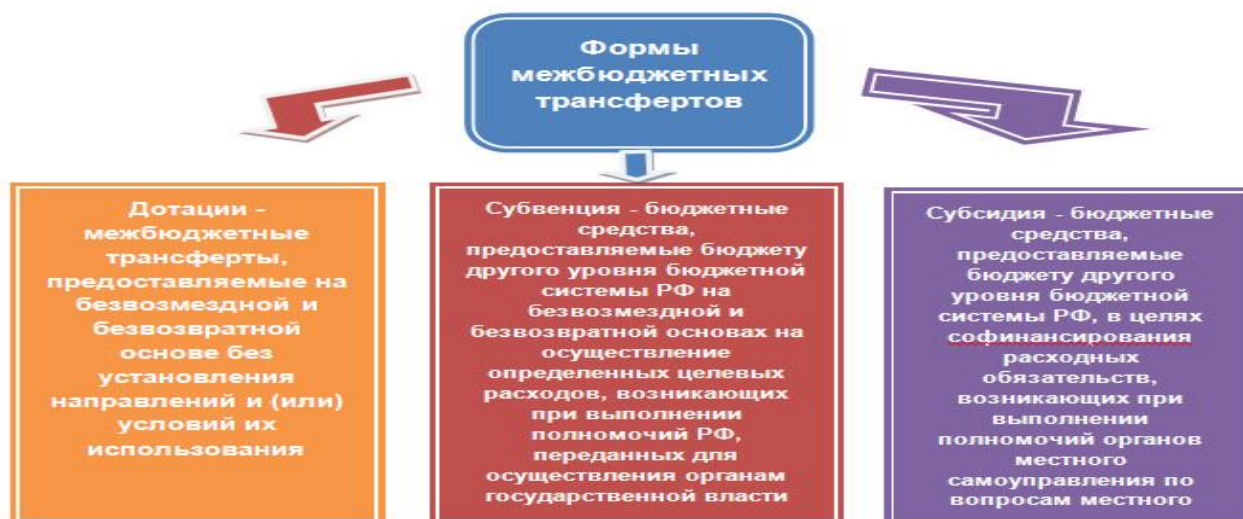 Формы
межбюджетных
трансфертов
Дотации –
межбюджетные
трансферты,
предоставляемые на
безвозмездной и
безвозвратной
основе без
установления
направлений и (или)
условий их
использования
Субвенция - бюджетные
средства,
предоставляемые бюджету
другого уровня бюджетной
системы РФ на
безвозмездной и
безвозвратной основах на
осуществление
определенных целевых
расходов, возникающих
при выполнении
полномочий РФ,
переданных для
осуществления органам
государственной власти
Субсидия - бюджетные
средства,
предоставляемые
бюджету другого
уровня бюджетной
системы РФ, в целях
софинансирования
расходных
обязательств,
возникающих при
выполнении
полномочий органов
местного
самоуправления по
вопросам местного